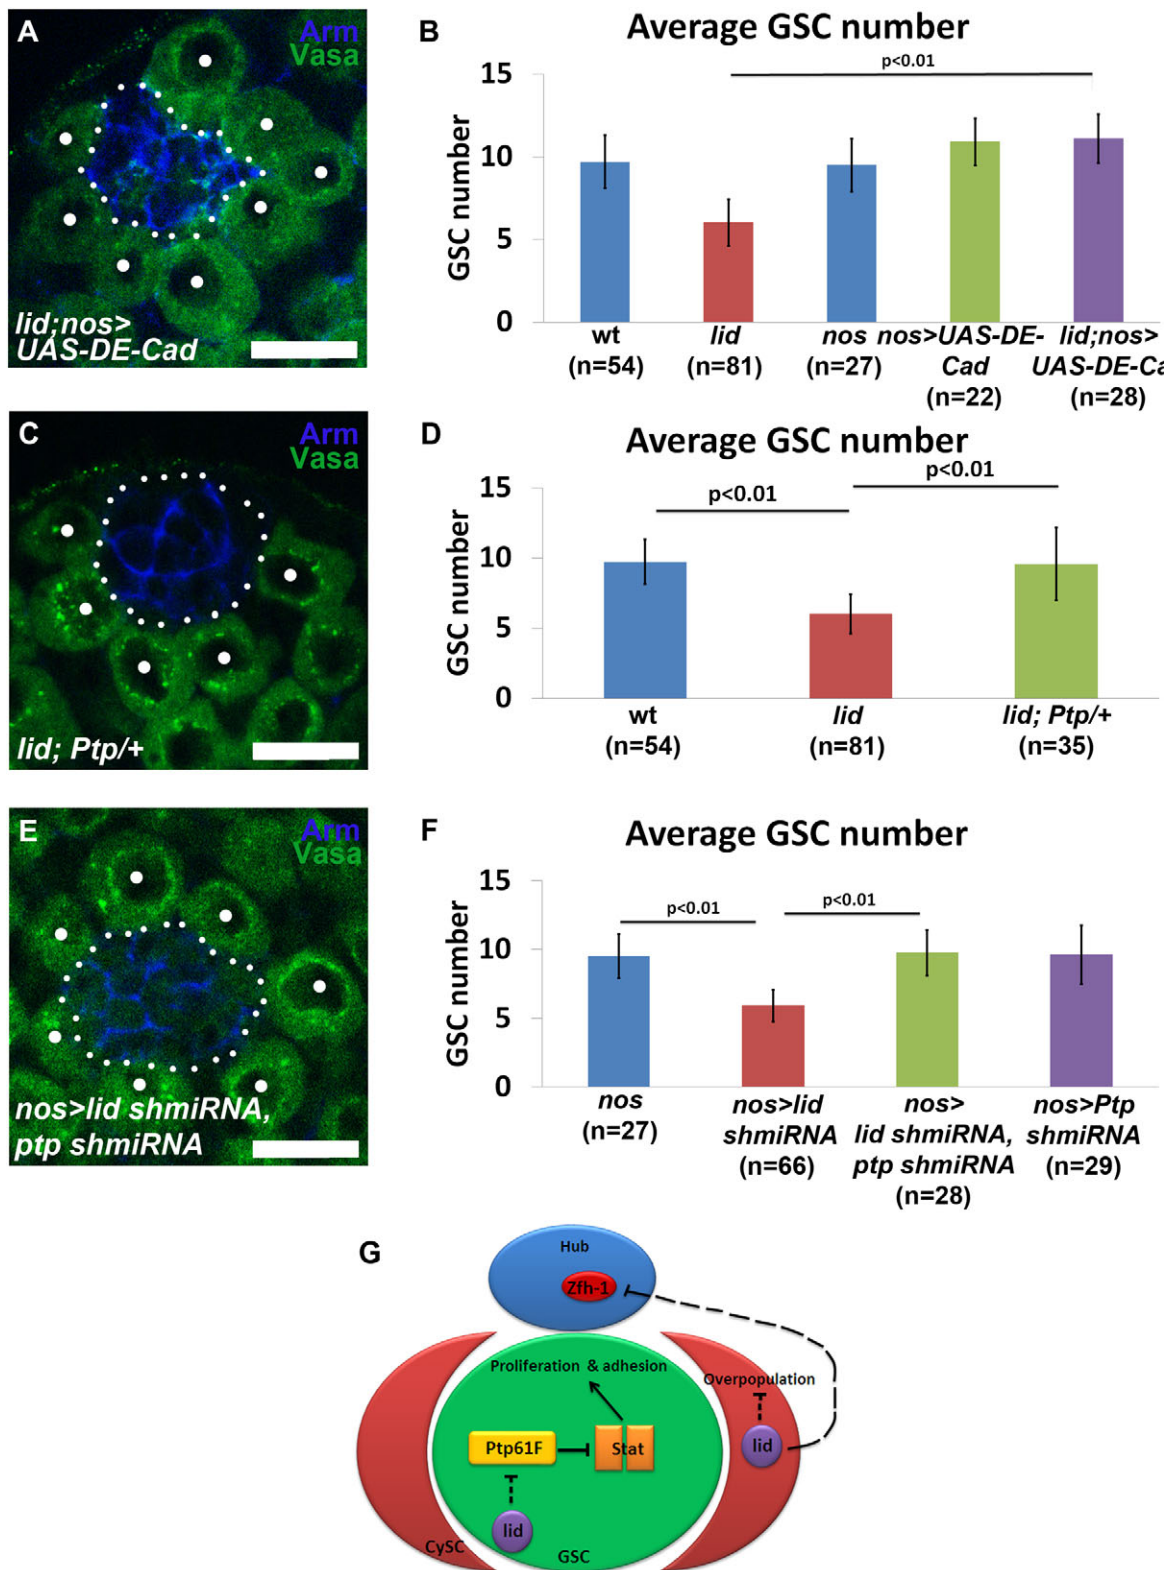 A
Arm
Vasa
lid;nos>
UAS-DE-Cad
B
Average GSC number
p<0.01
GSC number
15
10
5
0
wt
(n=54)
lid
(n=81)
nos
(n=27)
nos>UAS-DE-
Cad
(n=22)
lid;nos>
UAS-DE-Ca
(n=28)
C
Arm
Vasa
lid; Ptp/+
D
Average GSC number
p<0.01
p<0.01
GSC number
15
10
5
0
wt
(n=54)
lid
(n=81)
lid; Ptp/+
(n=35)
E
Arm
Vasa
nos>lid shmiRNA,
ptp shmiRNA
F
Average GSC number
p<0.01
p<0.01
GSC number
15
10
5
0
nos
(n=27)
nos>lid
shmiRNA
(n=66)
nos>
lid shmiRNA,
ptp shmiRNA
(n=28)
nos>Ptp
shmiRNA
(n=29)
G
Hub
Zfh-1
Proliferation & adhesion
Overpopulation
Ptp61F
Stat
lid
lid
CySC
GSC